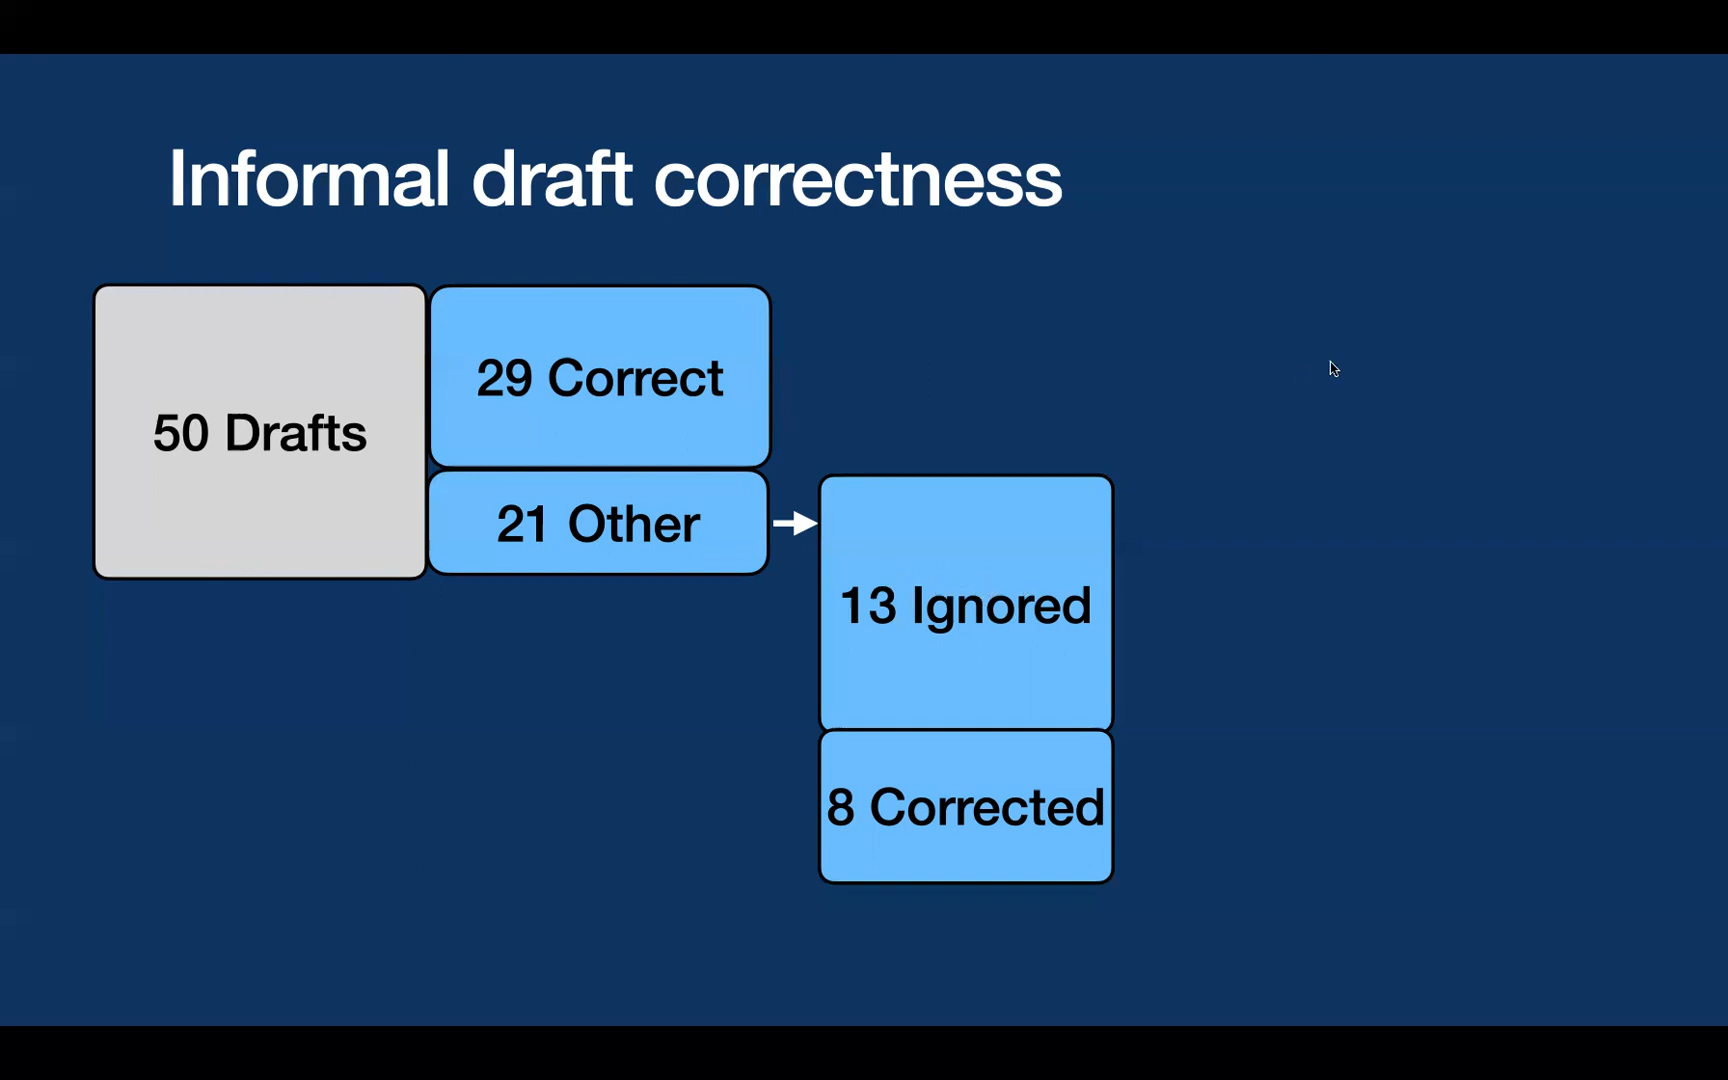 Informal draft correctness
50 Drafts
29 Correct
21 Other
13 Ignored
8 Corrected